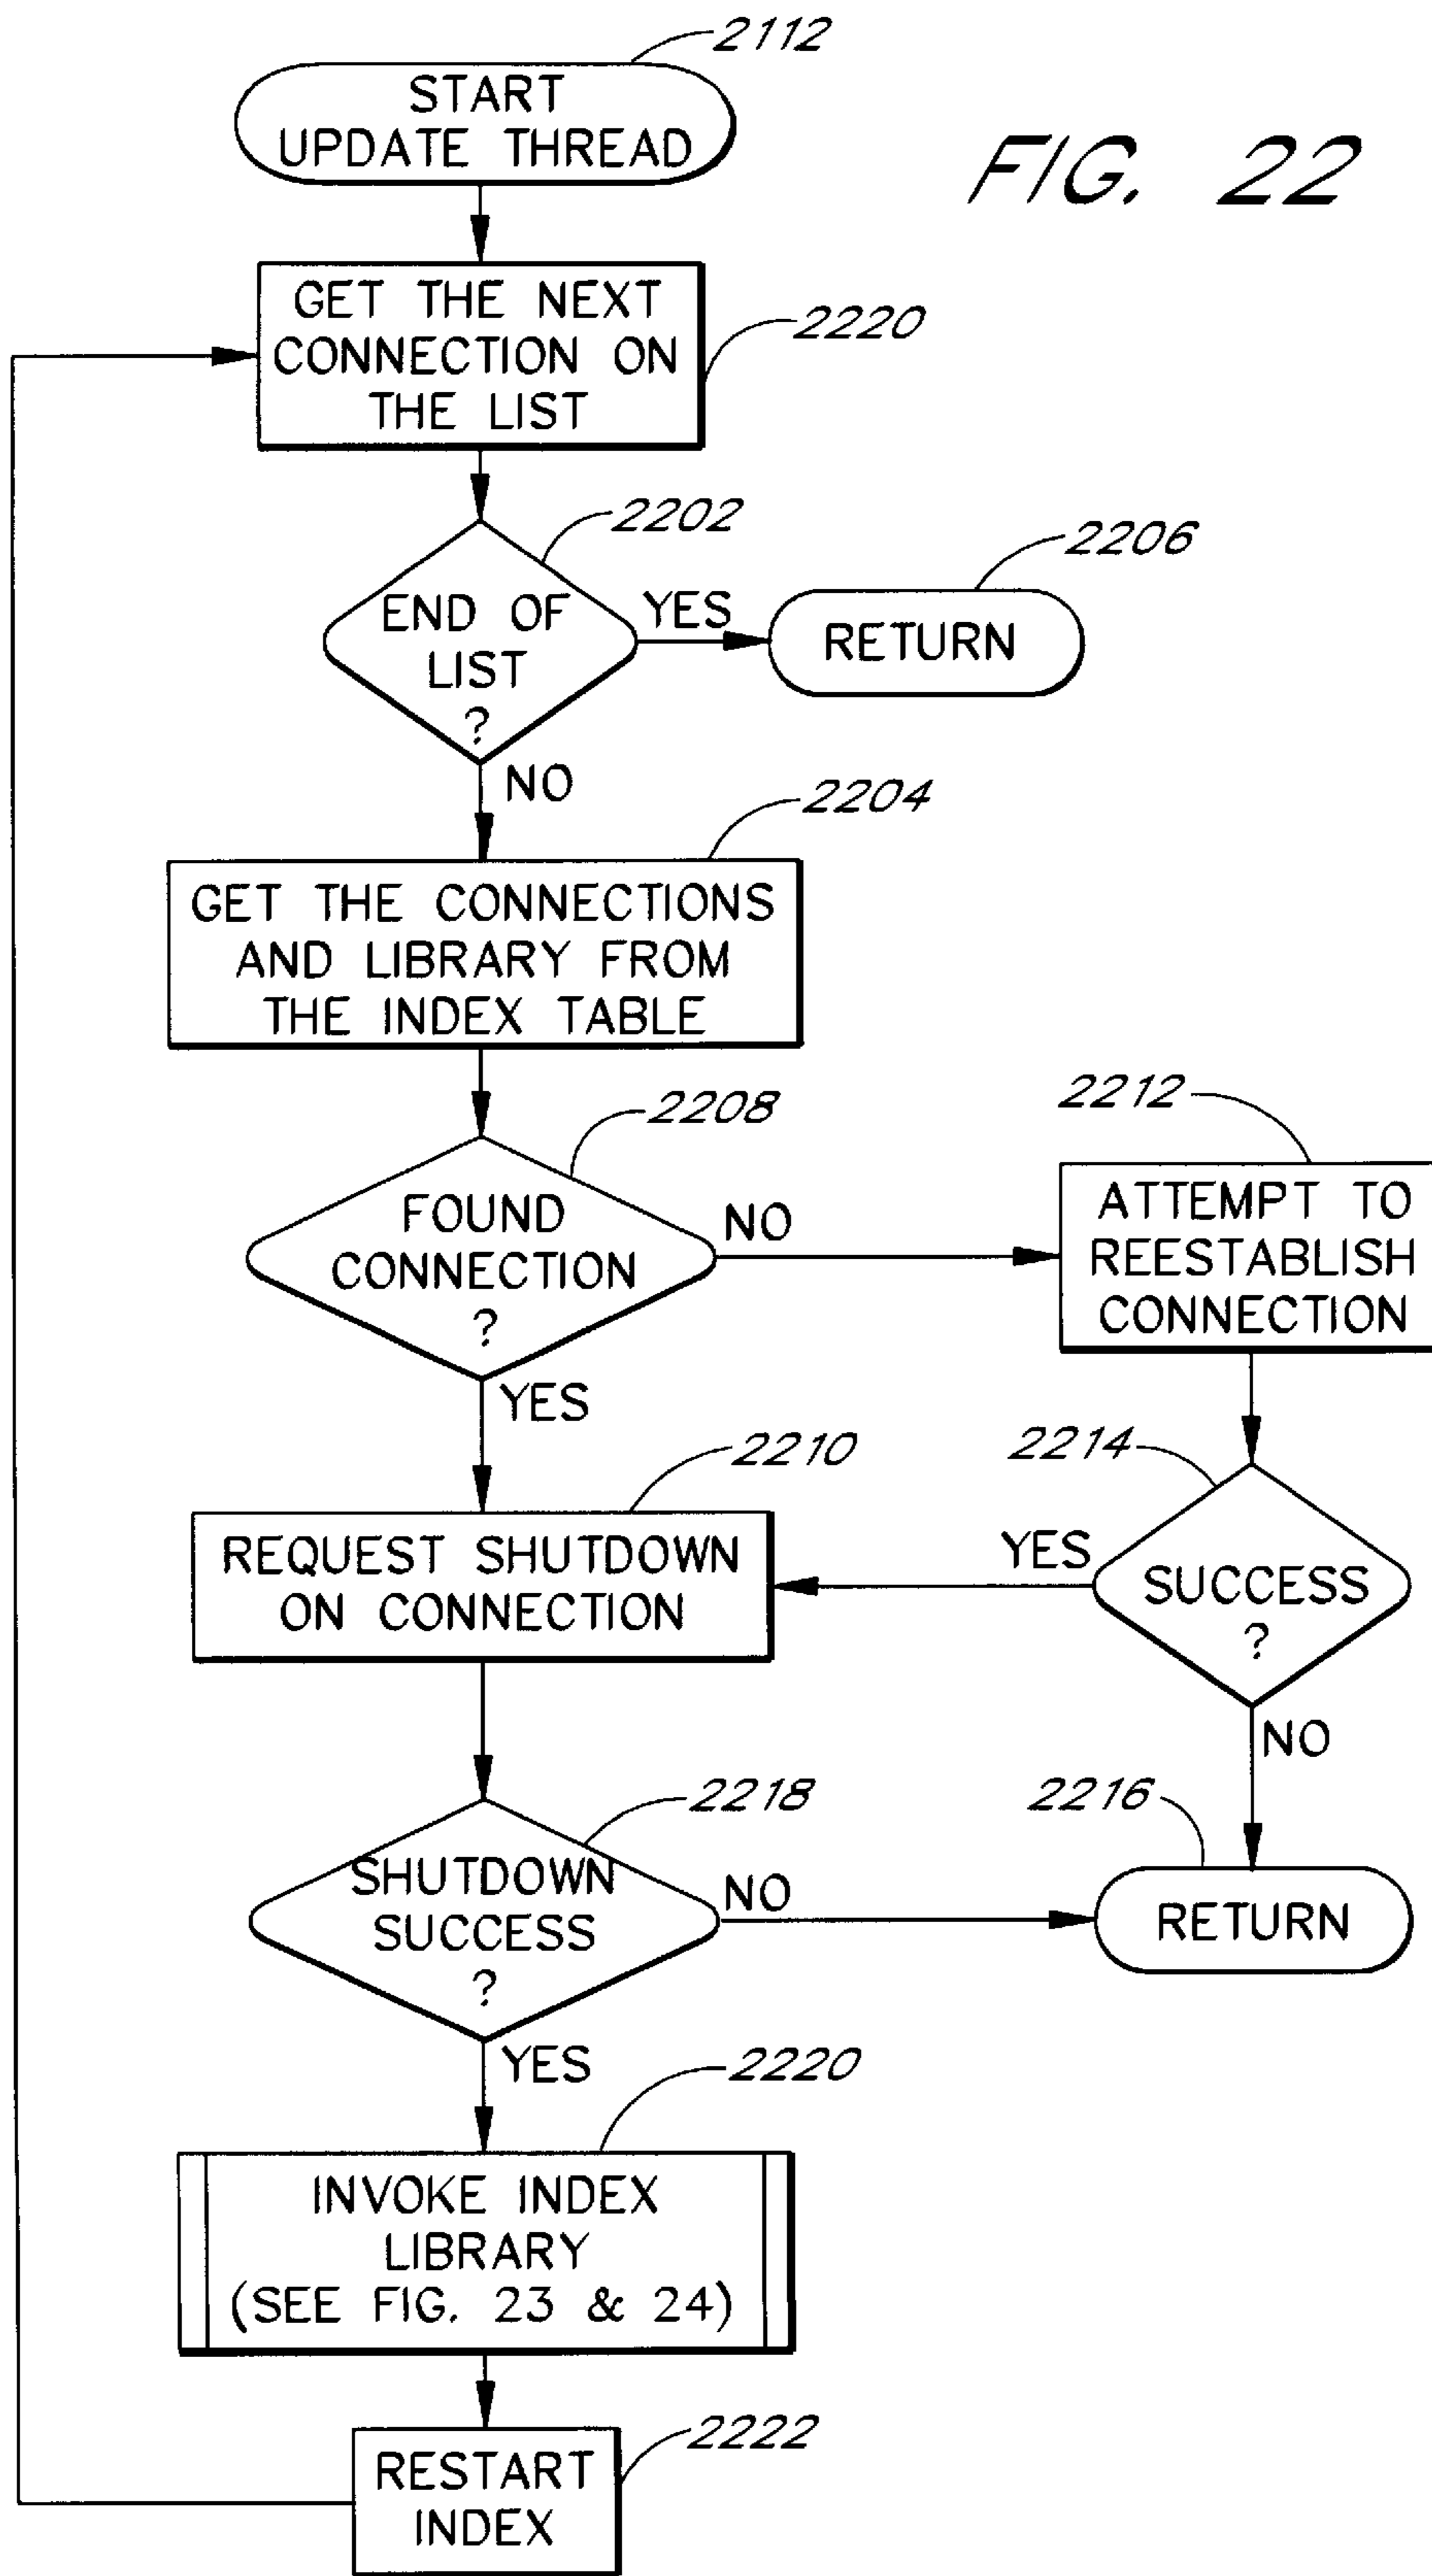 2112
START
UPDATE THREAD
FIG. 22
GET THE NEXT
CONNECTION ON
THE LIST
2220
2202
2206
END OF
LIST
?
YES
RETURN
NO
2204
GET THE CONNECTIONS
AND LIBRARY FROM
THE INDEX TABLE
2208
2212
FOUND
CONNECTION
?
NO
ATTEMPT TO
REESTABLISH
CONNECTION
YES
2210
2214
REQUEST SHUTDOWN
ON CONNECTION
YES
SUCCESS
?
NO
2218
2216
SHUTDOWN
SUCCESS
?
NO
RETURN
YES
2220
INVOKE INDEX
LIBRARY
(SEE FIG. 23 & 24)
2222
RESTART
INDEX